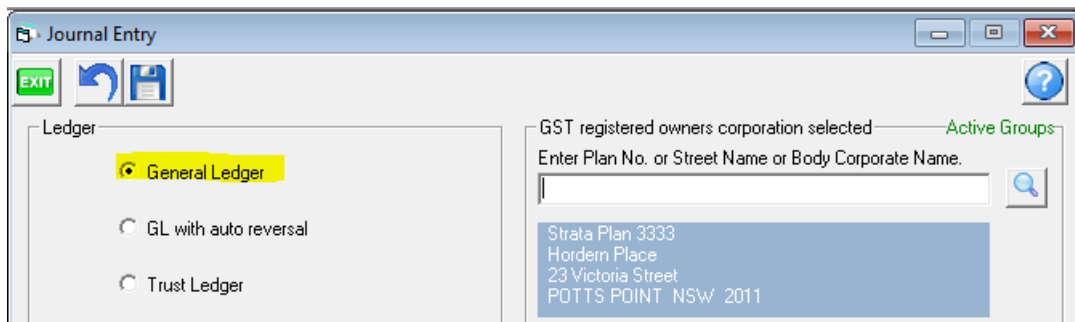 Journal Entry
EXIT
Ledger
General Ledger
GL with auto reversal
Trust Ledger
GST registered owners corporation selected
Active Groups
Enter Plan No. or Street Name or Body Corporate Name.
Strata Plan 3333
Hordern Place
23 Victoria Street
POTTS POINT NSW 2011